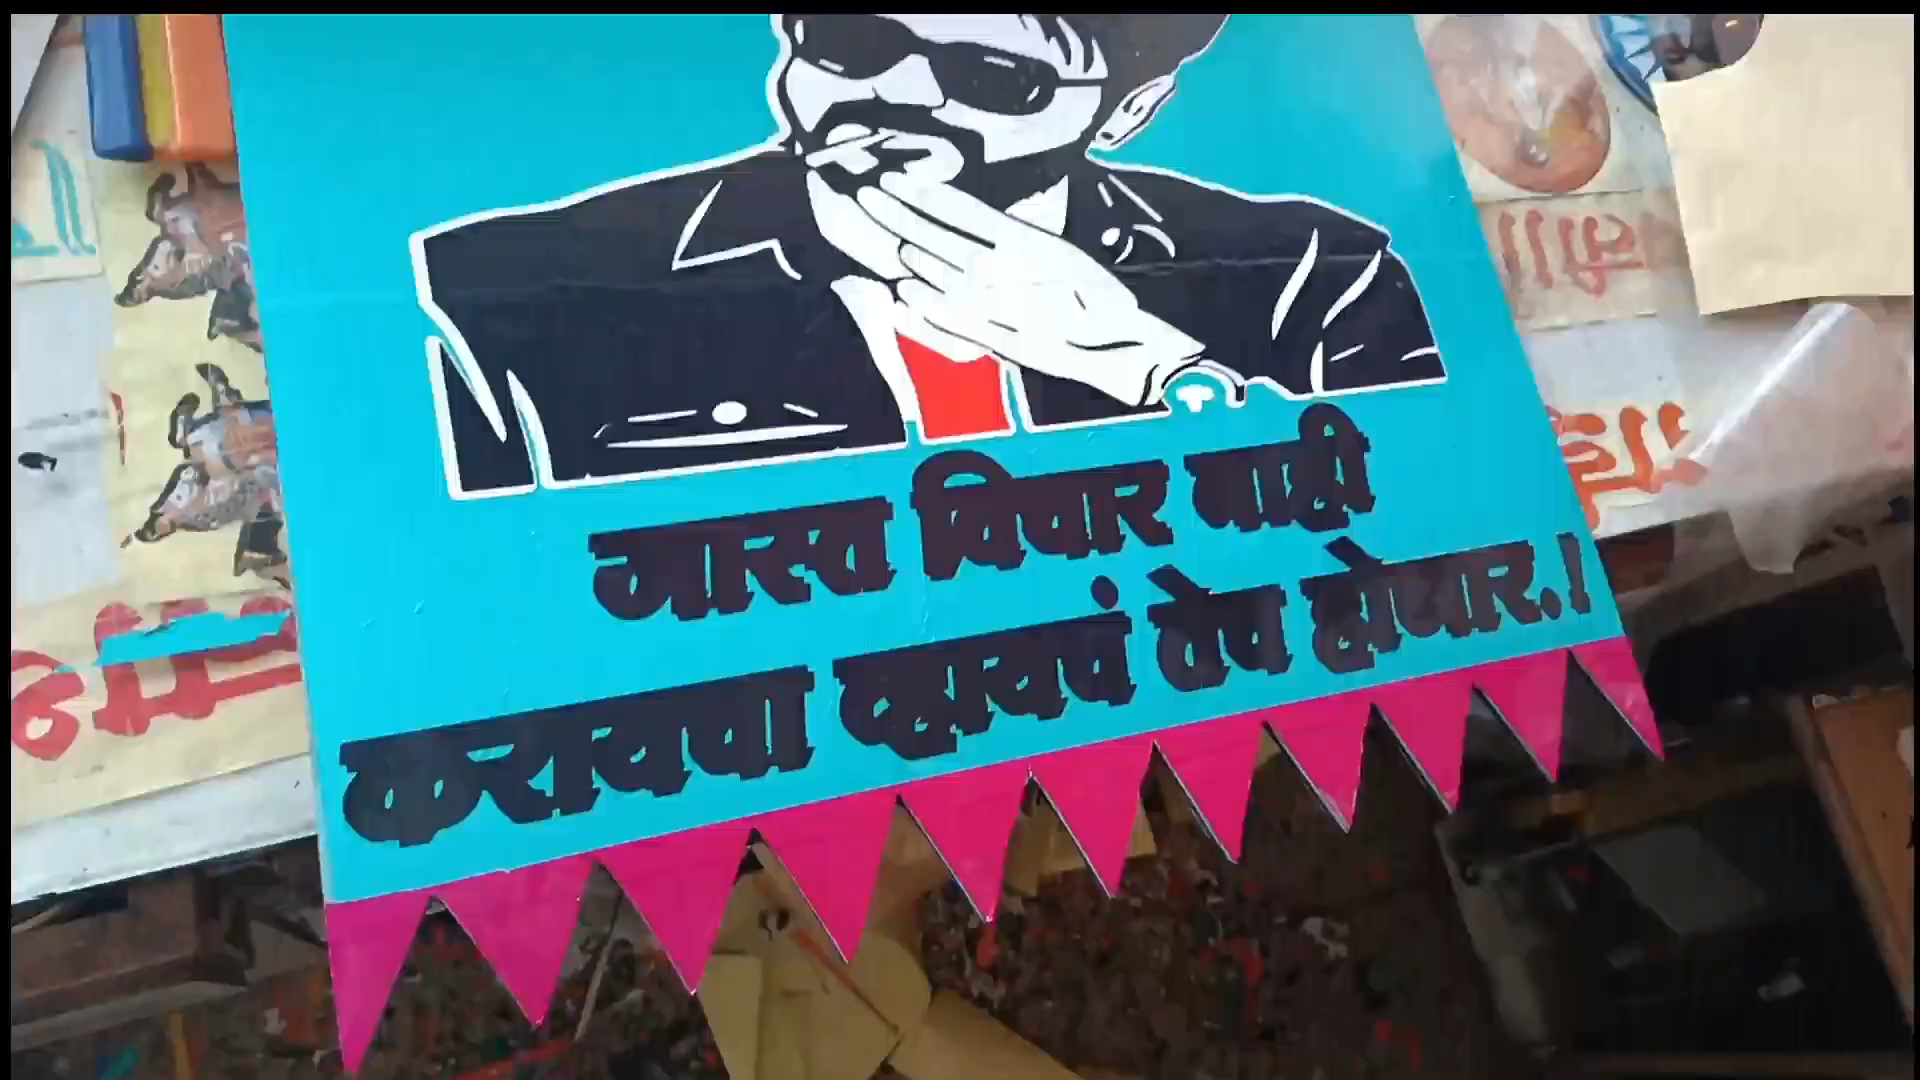 जास्त विचार नाही
करायचा व्हायचं तेच होणार.!